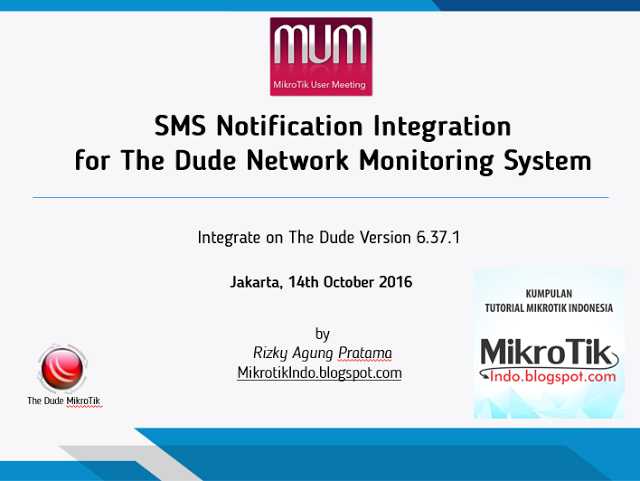 mum
MikroTik User Meeting
SMS Notification Integration
for The Dude Network Monitoring System
Integrate on The Dude Version 6.37.1
Jakarta, 14th October 2016
by
Rizky Agung Pratama
MikrotikIndo.blogspot.com
The Dude MikroTik
KUMPULAN
TUTORIAL MIKROTIK INDONESIA
MikroTik
Indo.blogspot.com